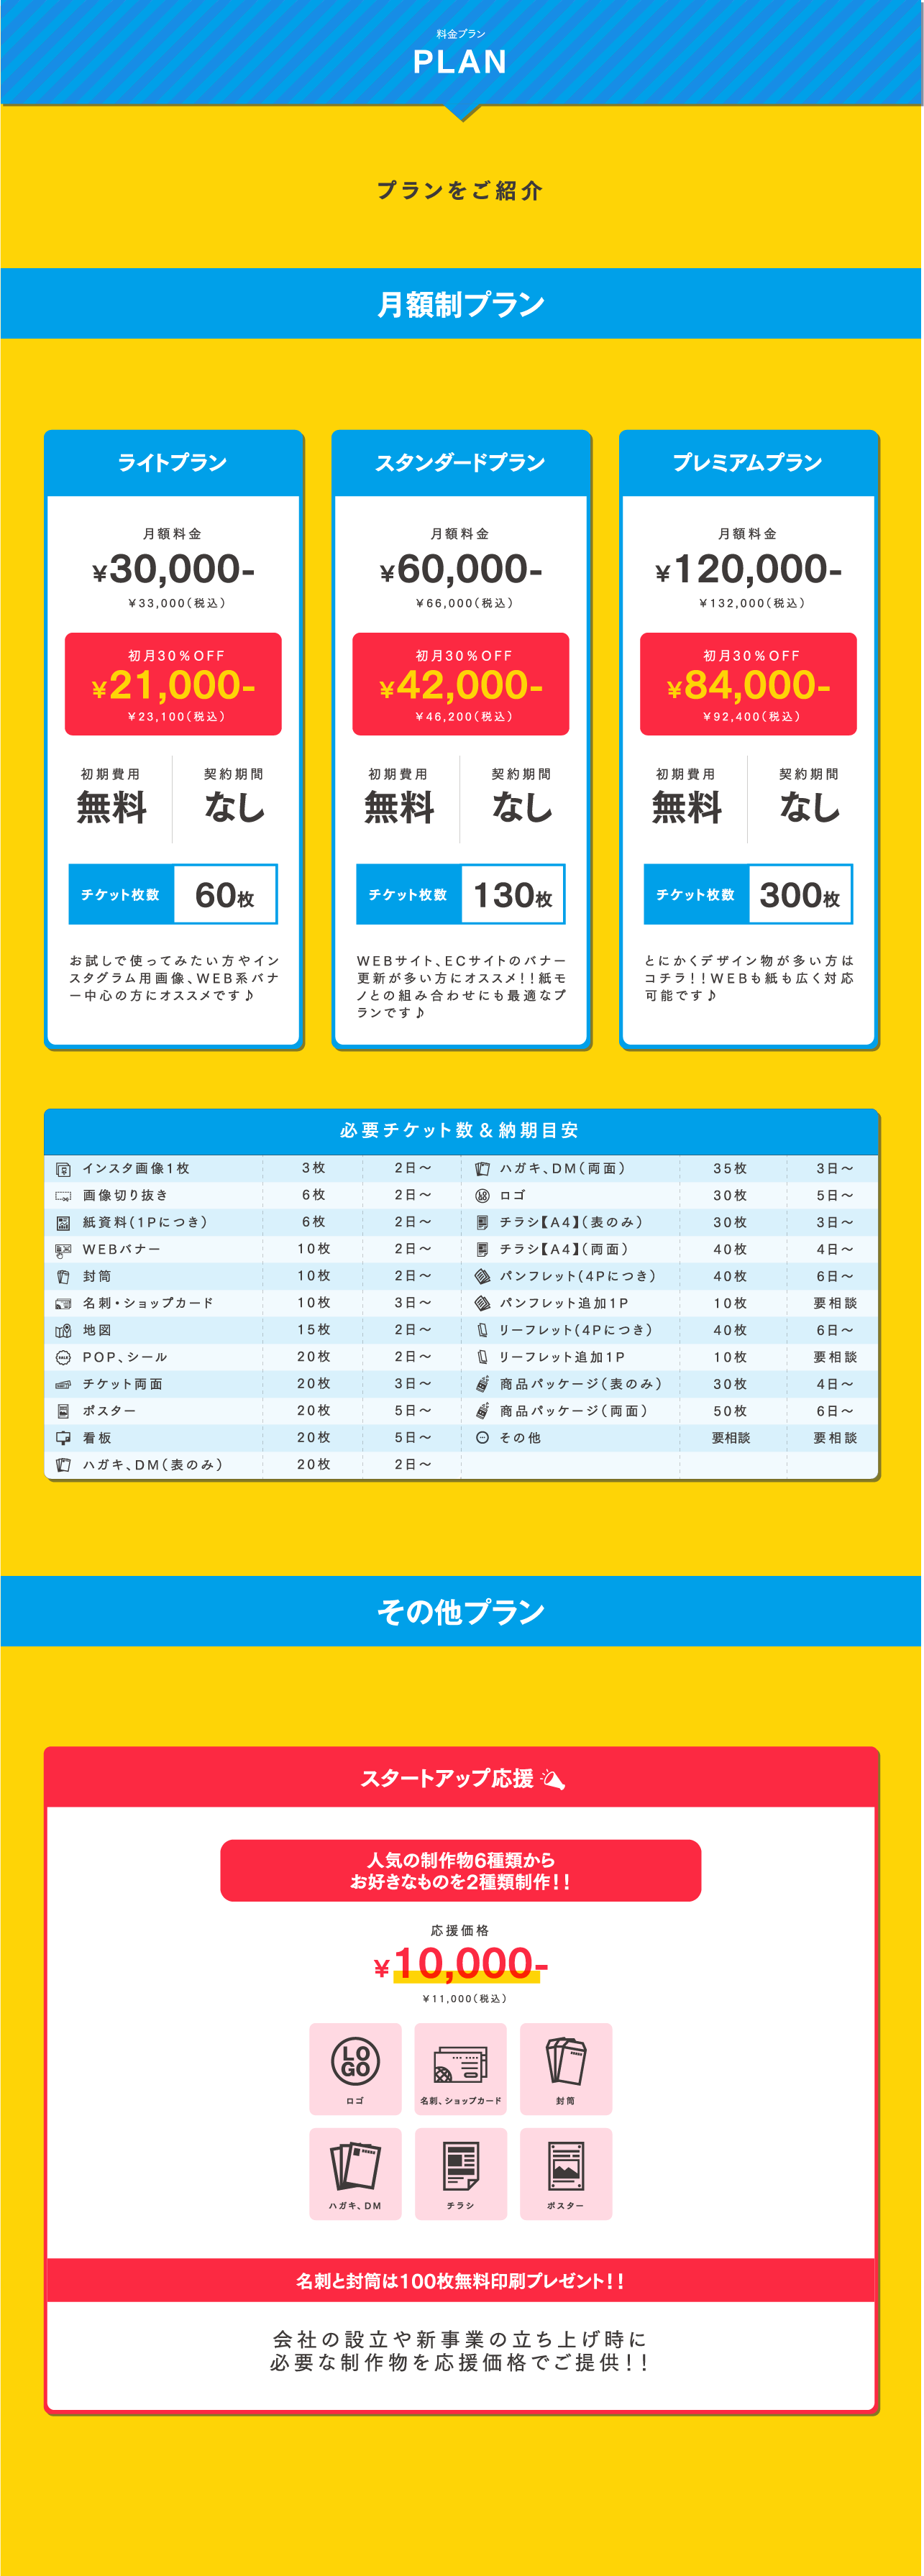 料金プラン
PLAN
プランをご紹介
月額制プラン
ライトプラン
月額料金
¥30,000-
¥33,000(税込)
初月30%OFF
¥21,000-
¥23,100(税込)
初期費用
無料
契約期間
なし
チケット枚数
60枚
お試しで使ってみたい方やイン
スタグラム用画像、WEB系バナ
ー中心の方にオススメです♪
スタンダードプラン
月額料金
¥60,000-
¥66,000(税込)
初月30%OFF
¥42,000-
¥46,200(税込)
初期費用
無料
契約期間
なし
チケット枚数
130枚
WEBサイト、ECサイトのバナー
更新が多い方にオススメ!!紙モ
ノとの組み合わせにも最適なプ
ランです♪
プレミアムプラン
月額料金
¥120,000-
¥132,000(税込)
初月30%OFF
¥84,000-
¥92,400(税込)
初期費用
無料
契約期間
なし
チケット枚数
300枚
とにかくデザイン物が多い方は
コチラ!!WEBも紙も広く対応
可能です♪
必要チケット数&納期目安
インスタ画像1枚 3枚 2日〜
画像切り抜き 6枚 2日〜
紙資料(1Pにつき) 6枚 2日〜
WEBバナー 10枚 2日〜
封筒 10枚 2日〜
名刺・ショップカード 10枚 3日〜
地図 15枚 2日〜
POP、シール 20枚 2日〜
チケット両面 20枚 3日〜
ポスター 20枚 5日〜
看板 20枚 5日〜
ハガキ、DM(表のみ) 20枚 2日〜
ハガキ、DM(両面) 35枚 3日〜
ロゴ 30枚 5日〜
チラシ【A4】(表のみ) 30枚 3日〜
チラシ【A4】(両面) 40枚 4日〜
パンフレット(4Pにつき) 40枚 6日〜
パンフレット追加1P 10枚 要相談
リーフレット(4Pにつき) 40枚 6日〜
リーフレット追加1P 10枚 要相談
商品パッケージ(表のみ) 30枚 4日〜
商品パッケージ(両面) 50枚 6日〜
その他 要相談 要相談
その他プラン
スタートアップ応援
人気の制作物6種類から
お好きなものを2種類制作!!
応援価格
¥10,000-
¥11,000(税込)
LO
GO
ロゴ
名刺、ショップカード
封筒
ハガキ、DM
チラシ
ポスター
名刺と封筒は100枚無料印刷プレゼント!!
会社の設立や新事業の立ち上げ時に
必要な制作物を応援価格でご提供!!